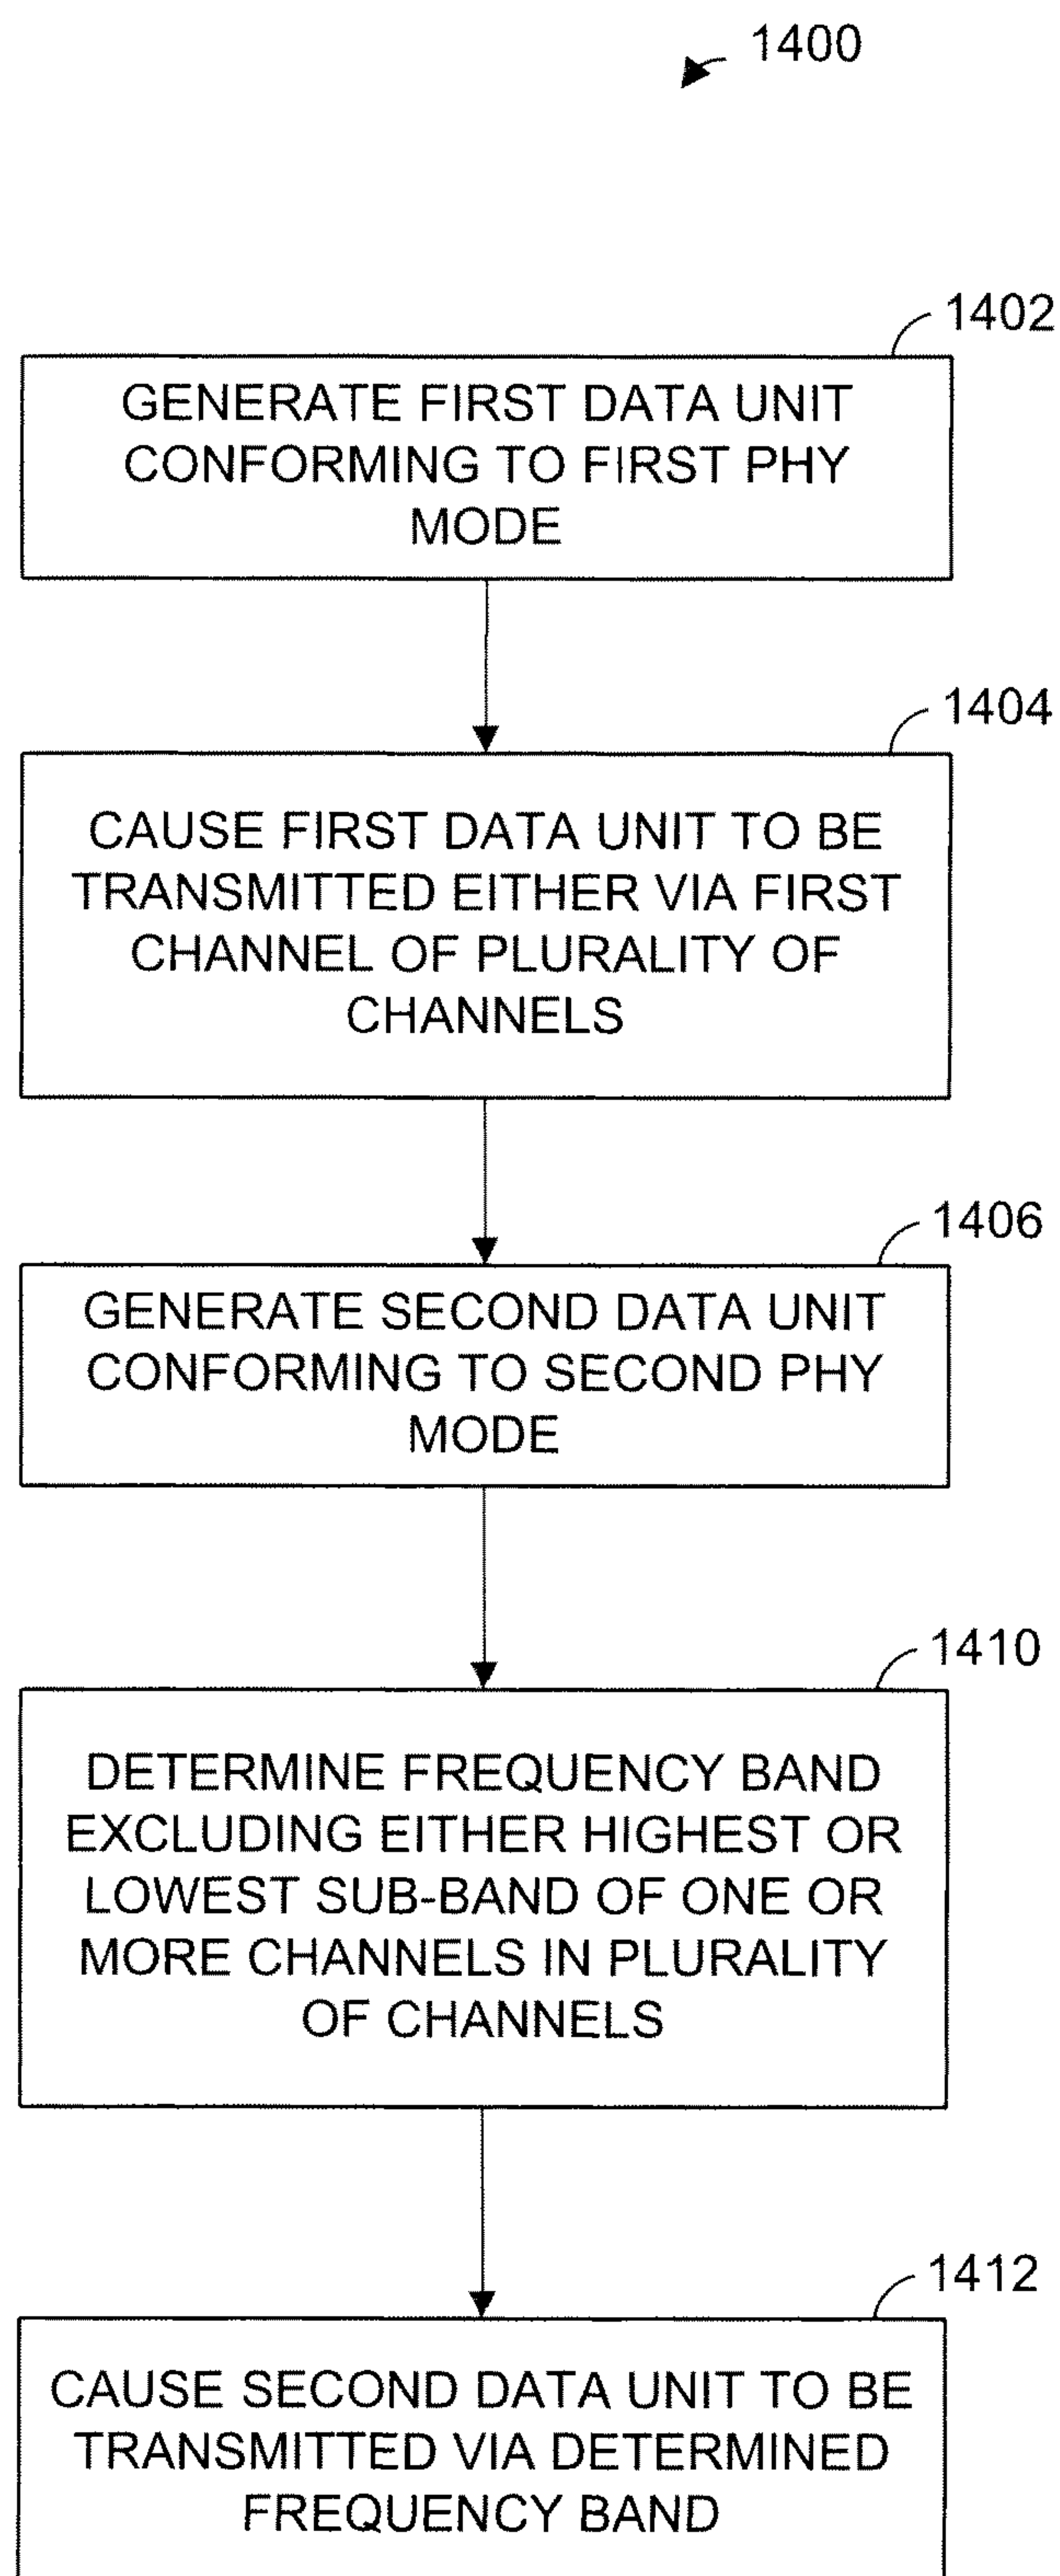 1400
1402
GENERATE FIRST DATA UNIT
CONFORMING TO FIRST PHY
MODE
1404
CAUSE FIRST DATA UNIT TO BE
TRANSMITTED EITHER VIA FIRST
CHANNEL OF PLURALITY OF
CHANNELS
1406
GENERATE SECOND DATA UNIT
CONFORMING TO SECOND PHY
MODE
1410
DETERMINE FREQUENCY BAND
EXCLUDING EITHER HIGHEST OR
LOWEST SUB-BAND OF ONE OR
MORE CHANNELS IN PLURALITY
OF CHANNELS
1412
CAUSE SECOND DATA UNIT TO BE
TRANSMITTED VIA DETERMINED
FREQUENCY BAND